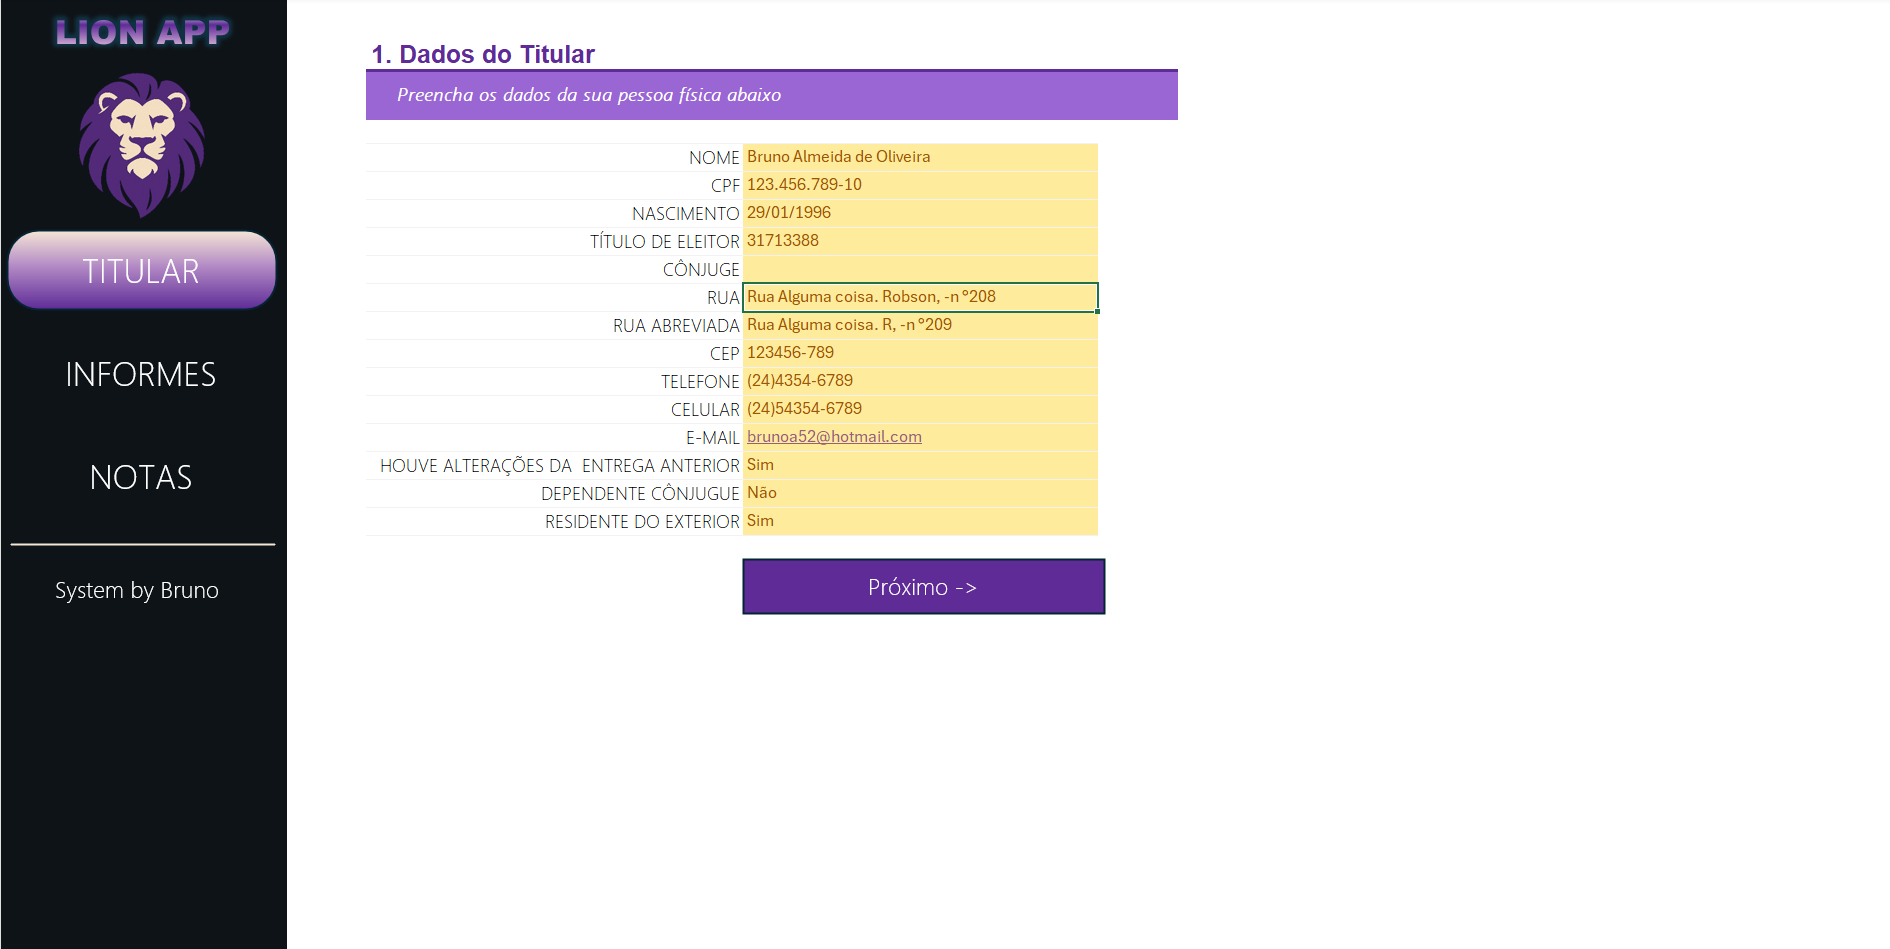 LION APP
TITULAR
INFORMES
NOTAS
System by Bruno
1. Dados do Titular
Preencha os dados da sua pessoa física abaixo
NOME Bruno Almeida de Oliveira
CPF 123.456.789-10
NASCIMENTO 29/01/1996
TÍTULO DE ELEITOR 31713388
CÔNJUGE
RUA Rua Alguma coisa. Robson, -n °208
RUA ABREVIADA Rua Alguma coisa. R, -n °209
CEP 123456-789
TELEFONE (24)4354-6789
CELULAR (24)54354-6789
E-MAIL brunoa52@hotmail.com
HOUVE ALTERAÇÕES DA  ENTREGA ANTERIOR Sim
DEPENDENTE CÔNJUGUE Não
RESIDENTE DO EXTERIOR Sim
Próximo ->